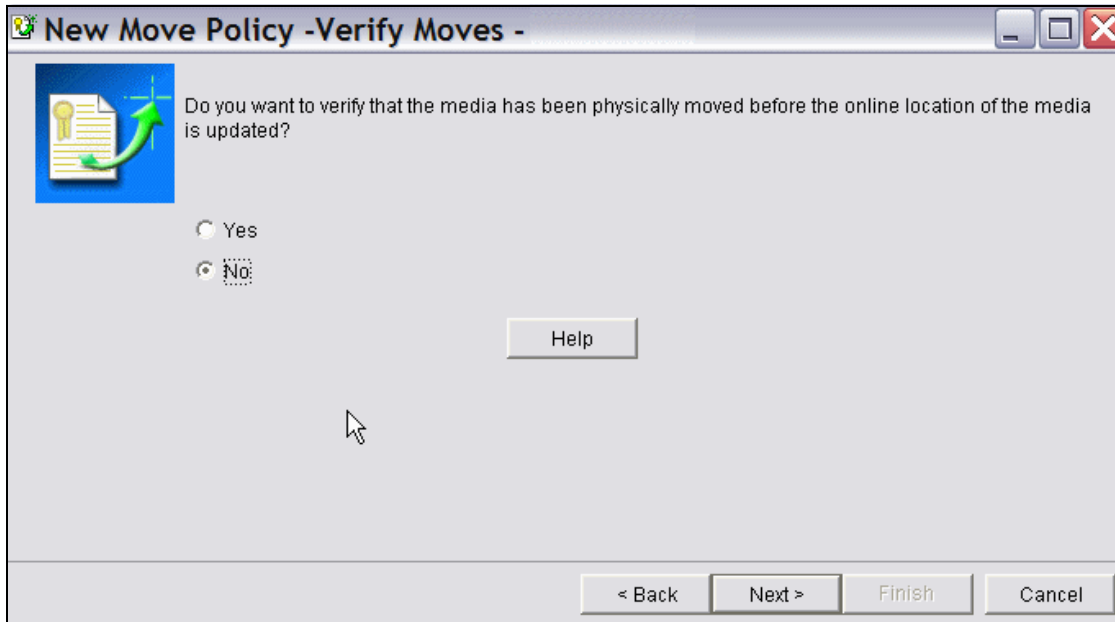 New Move Policy -Verify Moves -
Do you want to verify that the media has been physically moved before the online location of the media
is updated?
Yes
No
Help
< Back
Next >
Finish
Cancel